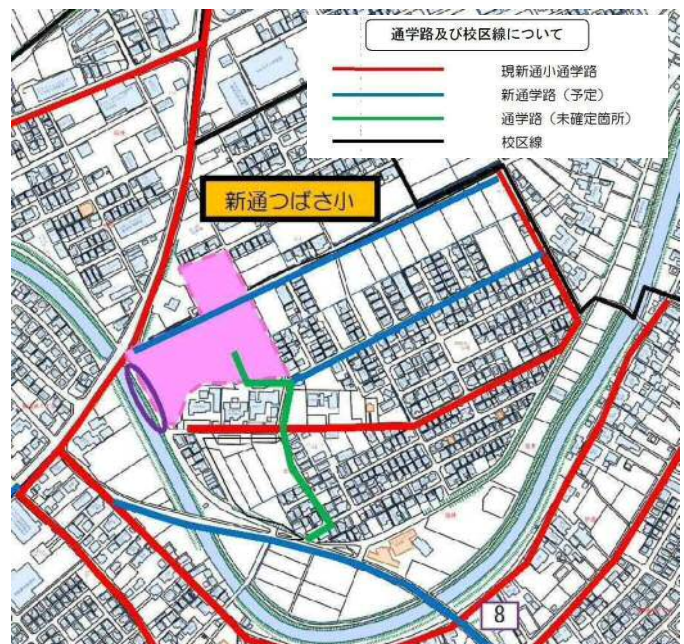 通学路及び校区線について
現新通小通学路
新通学路（予定）
通学路（未確定箇所）
校区線
新通つばさ小
8